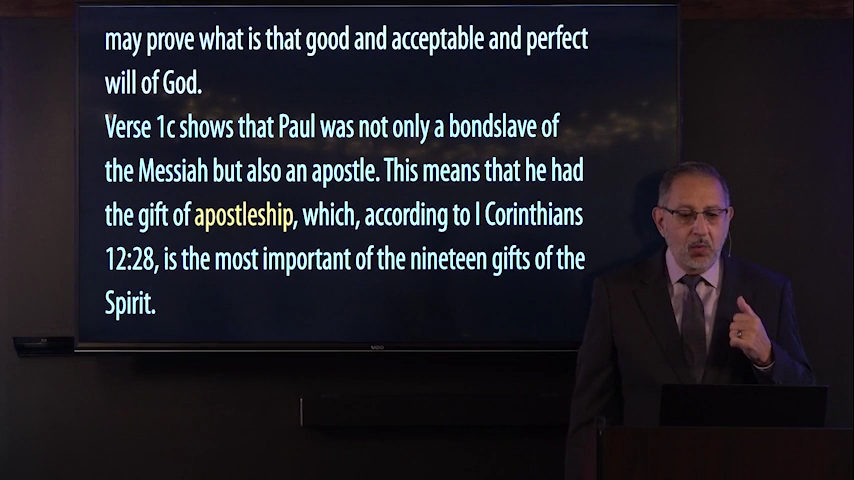 may prove what is that good and acceptable and perfect
will of God.
Verse 1c shows that Paul was not only a bondslave of
the Messiah but also an apostle. This means that he had
the gift of apostleship, which, according to I Corinthians
12:28, is the most important of the nineteen gifts of the
Spirit.
VIZIO